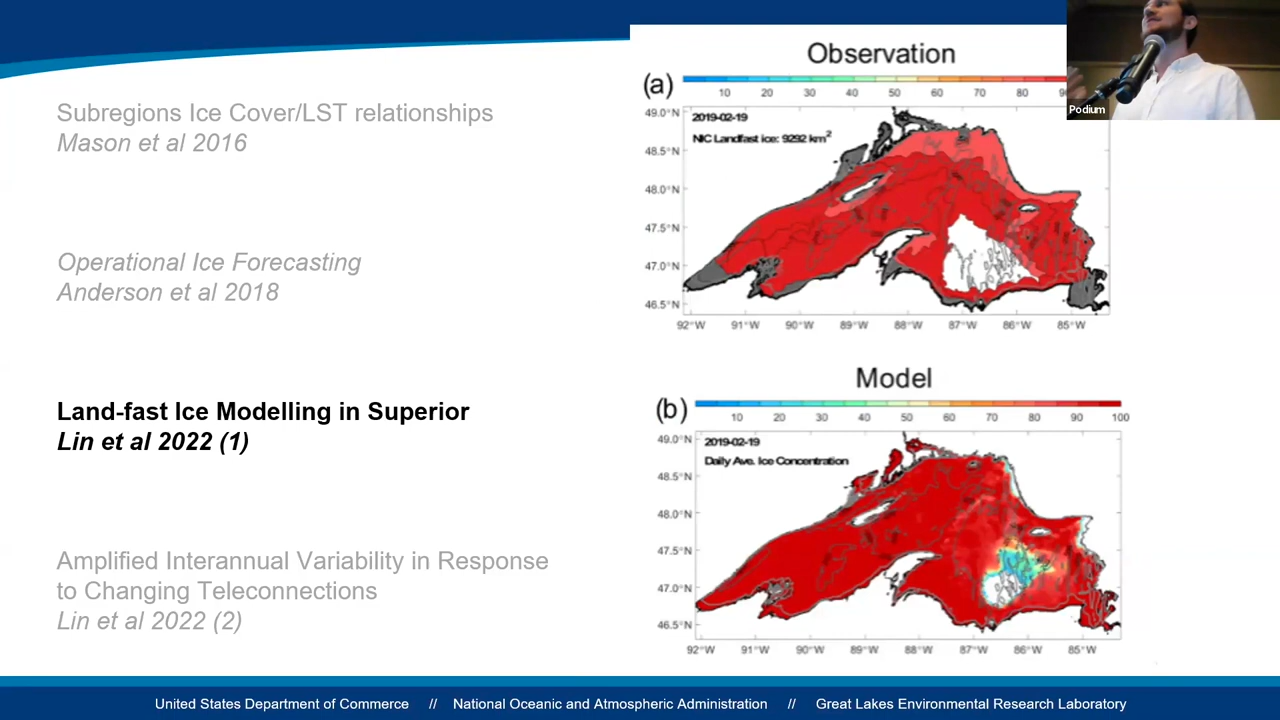 Subregions Ice Cover/LST relationships
Mason et al 2016
Operational Ice Forecasting
Anderson et al 2018
Land-fast Ice Modelling in Superior
Lin et al 2022 (1)
Amplified Interannual Variability in Response
to Changing Teleconnections
Lin et al 2022 (2)
Observation
(a)
10 20 30 40 50 60 70 80 90
2019-02-19
NIC Landfast ice: 9292 km²
49.0°N
48.5°N
48.0°N
47.5°N
47.0°N
46.5°N
92°W 91°W 90°W 89°W 88°W 87°W 86°W 85°W
Podium
Model
(b)
10 20 30 40 50 60 70 80 90 100
2019-02-19
Daily Ave. Ice Concentration
49.0°N
48.5°N
48.0°N
47.5°N
47.0°N
46.5°N
92°W 91°W 90°W 89°W 88°W 87°W 86°W 85°W
United States Department of Commerce // National Oceanic and Atmospheric Administration // Great Lakes Environmental Research Laboratory